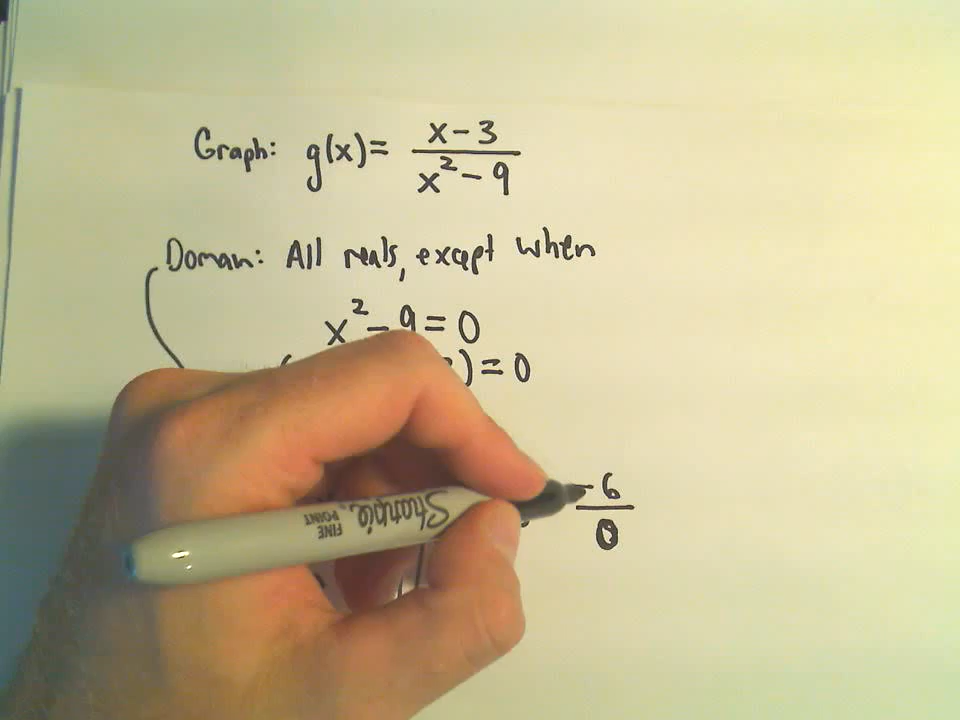 Graph: g(x)= x-3 / x²-9
Doman: All reals, except when
x²-9=0
)=0
-6 / 0
Sharpie
FINE POINT